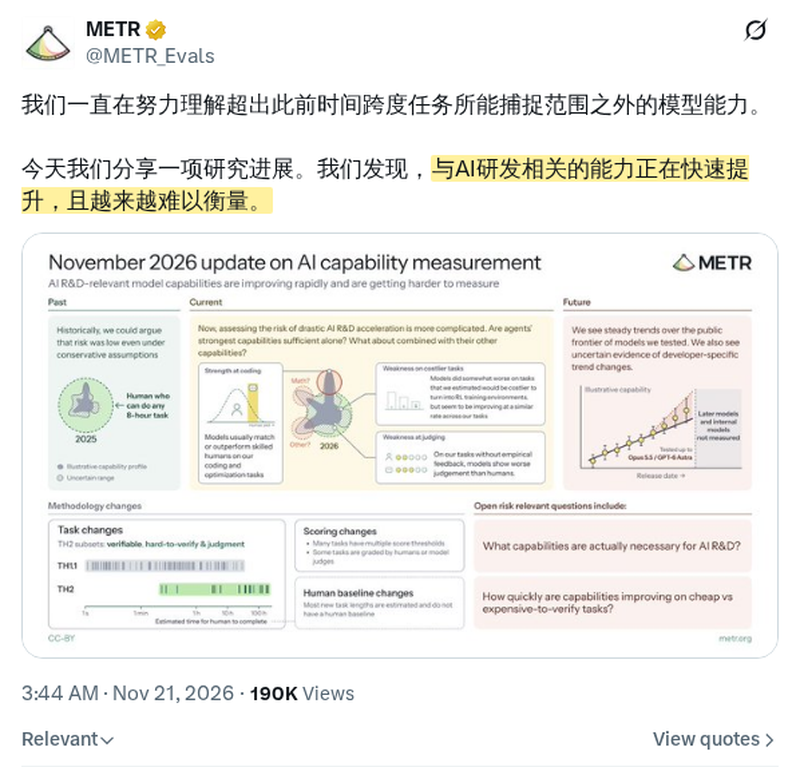 METR
@METR_Evals
我们一直在努力理解超出此前时间跨度任务所能捕捉范围之外的模型能力。
今天我们分享一项研究进展。我们发现，与AI研发相关的能力正在快速提
升，且越来越难以衡量。
November 2026 update on AI capability measurement
METR
AI R&D-relevant model capabilities are improving rapidly and are getting harder to measure
Past
Historically, we could argue
that risk was low even under
conservative assumptions
Human who
can do any
8-hour task
2025
Illustrative capability profile
Uncertain range
Current
Now, assessing the risk of drastic AI R&D acceleration is more complicated. Are agents'
strongest capabilities sufficient alone? What about combined with their other
capabilities?
Strength at coding
Models usually match
or outperform skilled
humans on our
coding and
optimization tasks
Math?
Other?
2026
Weakness on costlier tasks
Models did somewhat worse on tasks
that we estimated would be costlier to
turn into RL training environments,
but seem to be improving at a similar
rate across our tasks
Weakness at judging
On our tasks without empirical
feedback, models show worse
judgement than humans.
Future
We see steady trends over the public
frontier of models we tested. We also see
uncertain evidence of developer-specific
trend changes.
Illustrative capability
Later models
and internal
models
not measured
Tested up to
Opus 5.5 / GPT-6 Astra
Release date →
Methodology changes
Task changes
TH2 subsets: verifiable, hard-to-verify & judgment
TH1.1
TH2
1s
1min
1h
10h
100h
Estimated time for human to complete
Scoring changes
• Many tasks have multiple score thresholds
• Some tasks are graded by humans or model
judges
Human baseline changes
Most new task lengths are estimated and do not
have a human baseline
Open risk relevant questions include:
What capabilities are actually necessary for AI R&D?
How quickly are capabilities improving on cheap vs
expensive-to-verify tasks?
CC-BY
metr.org
3:44 AM · Nov 21, 2026 · 190K Views
Relevant
View quotes